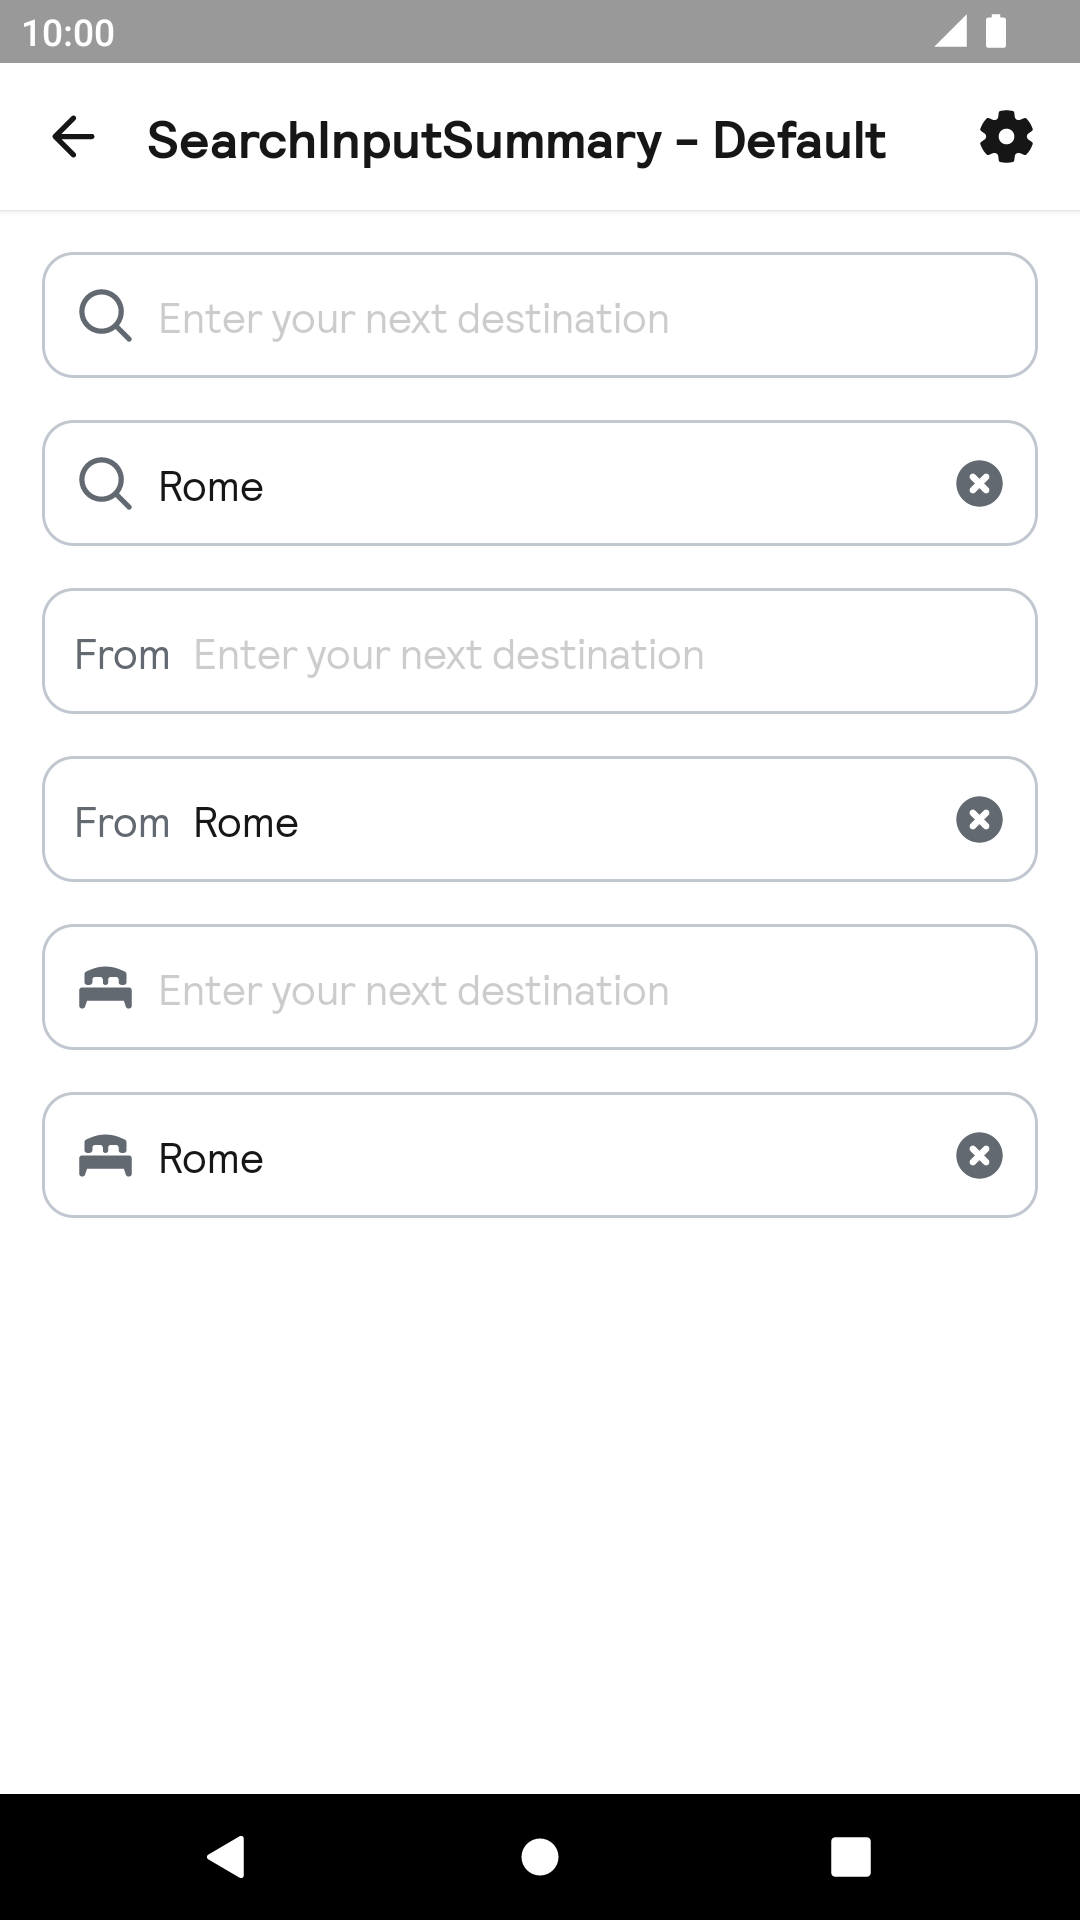 10:00
SearchInputSummary - Default
Enter your next destination
Rome
From Enter your next destination
From Rome
Enter your next destination
Rome